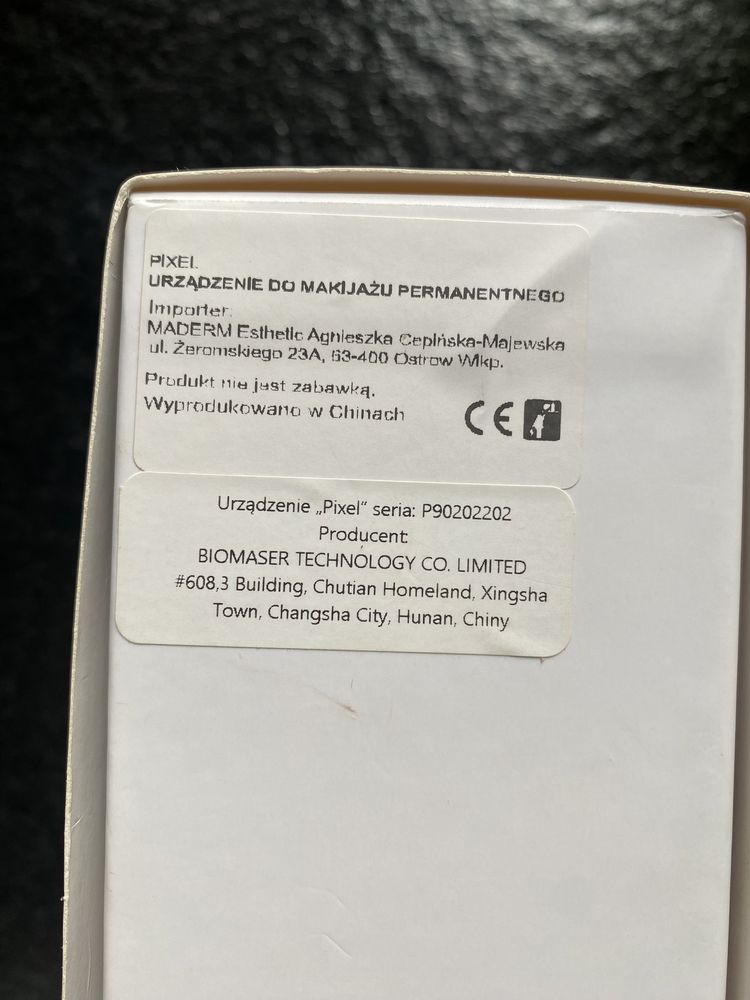 PIXEL
URZĄDZENIE DO MAKIJAŻU PERMANENTNEGO
Importer:
MADERM Esthetic Agnieszka Cepińska-Majewska
ul. Żeromskiego 23A, 63-400 Ostrow Wlkp.
Produkt nie jest zabawką.
Wyprodukowano w Chinach
CE
Urządzenie „Pixel” seria: P90202202
Producent:
BIOMASER TECHNOLOGY CO. LIMITED
#608,3 Building, Chutian Homeland, Xingsha
Town, Changsha City, Hunan, Chiny